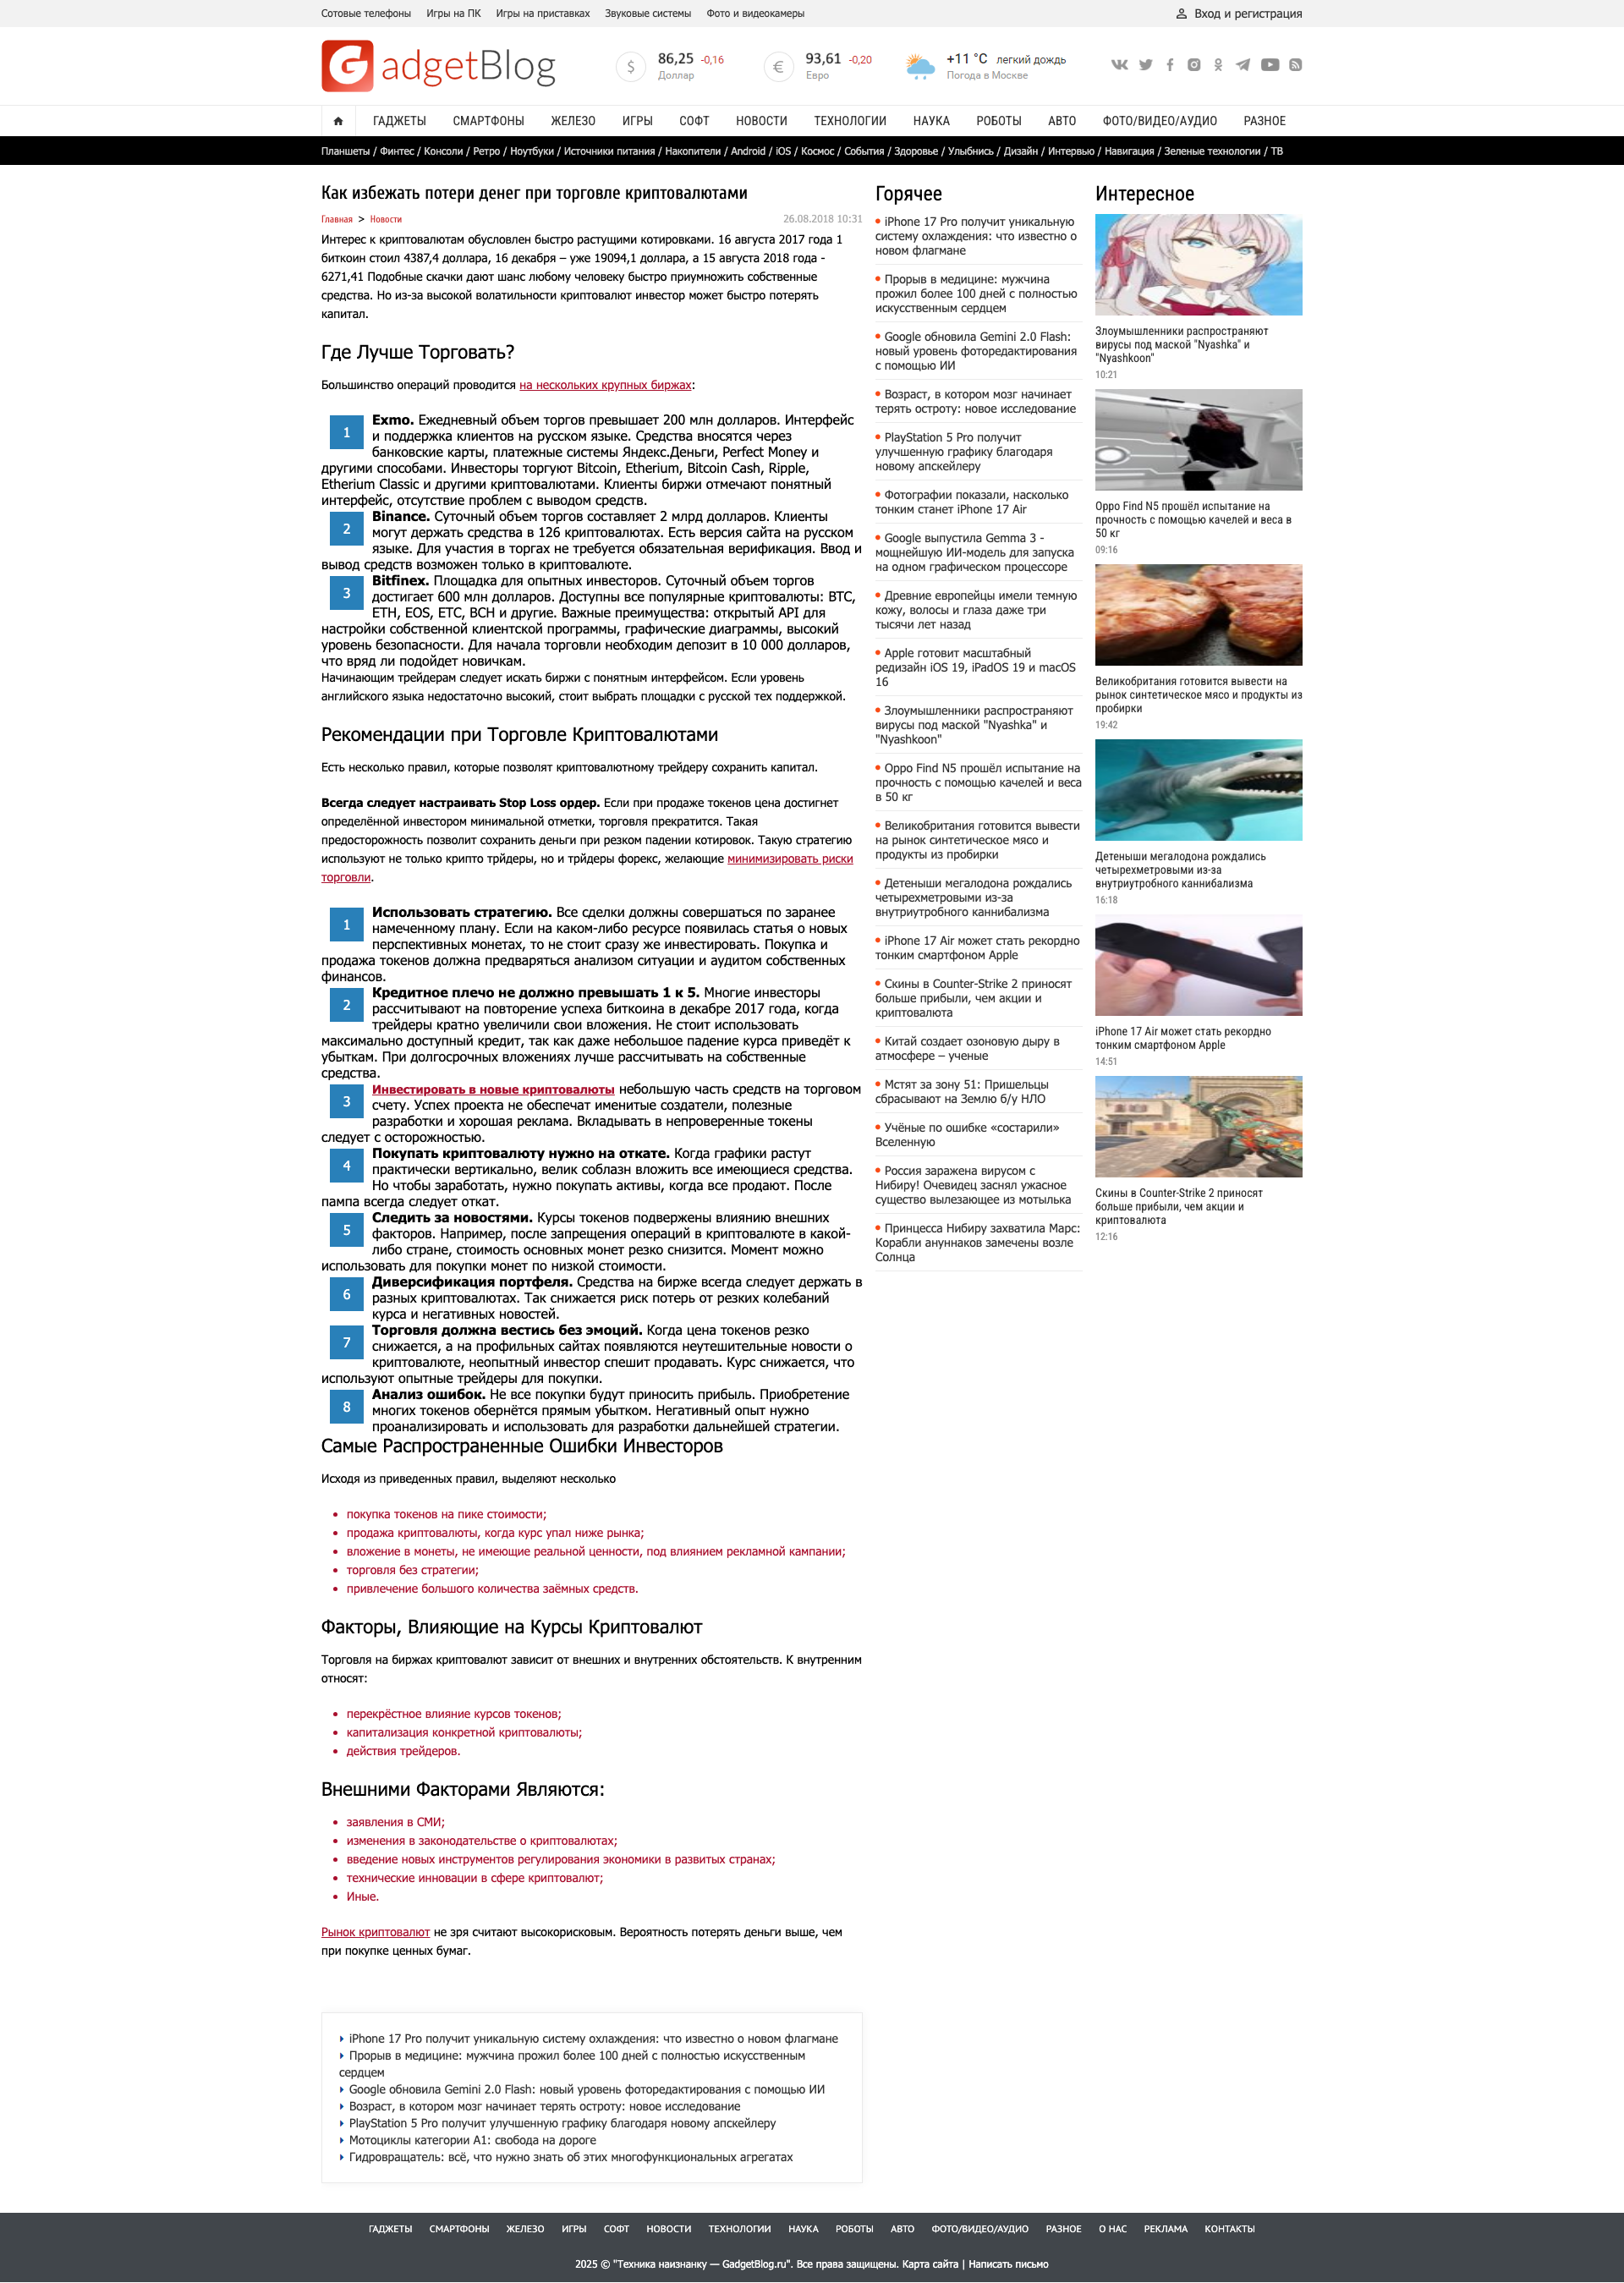 Сотовые телефоны Игры на ПК Игры на приставках Звуковые системы Фото и видеокамеры Вход и регистрация
GadgetBlog
$ 86,25 -0,16
Доллар
€ 93,61 -0,20
Евро
+11 °C легкий дождь
Погода в Москве
ГАДЖЕТЫ СМАРТФОНЫ ЖЕЛЕЗО ИГРЫ СОФТ НОВОСТИ ТЕХНОЛОГИИ НАУКА РОБОТЫ АВТО ФОТО/ВИДЕО/АУДИО РАЗНОЕ
Планшеты / Финтес / Консоли / Ретро / Ноутбуки / Источники питания / Накопители / Android / iOS / Космос / События / Здоровье / Улыбнись / Дизайн / Интервью / Навигация / Зеленые технологии / ТВ
Как избежать потери денег при торговле криптовалютами
Главная > Новости 26.08.2018 10:31
Интерес к криптовалютам обусловлен быстро растущими котировками. 16 августа 2017 года 1
биткоин стоил 4387,4 доллара, 16 декабря – уже 19094,1 доллара, а 15 августа 2018 года -
6271,41 Подобные скачки дают шанс любому человеку быстро приумножить собственные
средства. Но из-за высокой волатильности криптовалют инвестор может быстро потерять
капитал.
Где Лучше Торговать?
Большинство операций проводится на нескольких крупных биржах:
1 Exmo. Ежедневный объем торгов превышает 200 млн долларов. Интерфейс
и поддержка клиентов на русском языке. Средства вносятся через
банковские карты, платежные системы Яндекс.Деньги, Perfect Money и
другими способами. Инвесторы торгуют Bitcoin, Etherium, Bitcoin Cash, Ripple,
Etherium Classic и другими криптовалютами. Клиенты биржи отмечают понятный
интерфейс, отсутствие проблем с выводом средств.
2 Binance. Суточный объем торгов составляет 2 млрд долларов. Клиенты
могут держать средства в 126 криптовалютах. Есть версия сайта на русском
языке. Для участия в торгах не требуется обязательная верификация. Ввод и
вывод средств возможен только в криптовалюте.
3 Bitfinex. Площадка для опытных инвесторов. Суточный объем торгов
достигает 600 млн долларов. Доступны все популярные криптовалюты: BTC,
ETH, EOS, ETC, BCH и другие. Важные преимущества: открытый API для
настройки собственной клиентской программы, графические диаграммы, высокий
уровень безопасности. Для начала торговли необходим депозит в 10 000 долларов,
что вряд ли подойдет новичкам.
Начинающим трейдерам следует искать биржи с понятным интерфейсом. Если уровень
английского языка недостаточно высокий, стоит выбрать площадки с русской тех поддержкой.
Рекомендации при Торговле Криптовалютами
Есть несколько правил, которые позволят криптовалютному трейдеру сохранить капитал.
Всегда следует настраивать Stop Loss ордер. Если при продаже токенов цена достигнет
определённой инвестором минимальной отметки, торговля прекратится. Такая
предосторожность позволит сохранить деньги при резком падении котировок. Такую стратегию
используют не только крипто трйдеры, но и трйдеры форекс, желающие минимизировать риски
торговли.
1 Использовать стратегию. Все сделки должны совершаться по заранее
намеченному плану. Если на каком-либо ресурсе появилась статья о новых
перспективных монетах, то не стоит сразу же инвестировать. Покупка и
продажа токенов должна предваряться анализом ситуации и аудитом собственных
финансов.
2 Кредитное плечо не должно превышать 1 к 5. Многие инвесторы
рассчитывают на повторение успеха биткоина в декабре 2017 года, когда
трейдеры кратно увеличили свои вложения. Не стоит использовать
максимально доступный кредит, так как даже небольшое падение курса приведёт к
убыткам. При долгосрочных вложениях лучше рассчитывать на собственные
средства.
3 Инвестировать в новые криптовалюты небольшую часть средств на торговом
счету. Успех проекта не обеспечат именитые создатели, полезные
разработки и хорошая реклама. Вкладывать в непроверенные токены
следует с осторожностью.
4 Покупать криптовалюту нужно на откате. Когда графики растут
практически вертикально, велик соблазн вложить все имеющиеся средства.
Но чтобы заработать, нужно покупать активы, когда все продают. После
пампа всегда следует откат.
5 Следить за новостями. Курсы токенов подвержены влиянию внешних
факторов. Например, после запрещения операций в криптовалюте в какой-
либо стране, стоимость основных монет резко снизится. Момент можно
использовать для покупки монет по низкой стоимости.
6 Диверсификация портфеля. Средства на бирже всегда следует держать в
разных криптовалютах. Так снижается риск потерь от резких колебаний
курса и негативных новостей.
7 Торговля должна вестись без эмоций. Когда цена токенов резко
снижается, а на профильных сайтах появляются неутешительные новости о
криптовалюте, неопытный инвестор спешит продавать. Курс снижается, что
используют опытные трейдеры для покупки.
8 Анализ ошибок. Не все покупки будут приносить прибыль. Приобретение
многих токенов обернётся прямым убытком. Негативный опыт нужно
проанализировать и использовать для разработки дальнейшей стратегии.
Самые Распространенные Ошибки Инвесторов
Исходя из приведенных правил, выделяют несколько
• покупка токенов на пике стоимости;
• продажа криптовалюты, когда курс упал ниже рынка;
• вложение в монеты, не имеющие реальной ценности, под влиянием рекламной кампании;
• торговля без стратегии;
• привлечение большого количества заёмных средств.
Факторы, Влияющие на Курсы Криптовалют
Торговля на биржах криптовалют зависит от внешних и внутренних обстоятельств. К внутренним
относят:
• перекрёстное влияние курсов токенов;
• капитализация конкретной криптовалюты;
• действия трейдеров.
Внешними Факторами Являются:
• заявления в СМИ;
• изменения в законодательстве о криптовалютах;
• введение новых инструментов регулирования экономики в развитых странах;
• технические инновации в сфере криптовалют;
• Иные.
Рынок криптовалют не зря считают высокорисковым. Вероятность потерять деньги выше, чем
при покупке ценных бумаг.
iPhone 17 Pro получит уникальную систему охлаждения: что известно о новом флагмане
Прорыв в медицине: мужчина прожил более 100 дней с полностью искусственным
сердцем
Google обновила Gemini 2.0 Flash: новый уровень фоторедактирования с помощью ИИ
Возраст, в котором мозг начинает терять остроту: новое исследование
PlayStation 5 Pro получит улучшенную графику благодаря новому апскейлеру
Мотоциклы категории А1: свобода на дороге
Гидровращатель: всё, что нужно знать об этих многофункциональных агрегатах
Горячее
• iPhone 17 Pro получит уникальную
систему охлаждения: что известно о
новом флагмане
• Прорыв в медицине: мужчина
прожил более 100 дней с полностью
искусственным сердцем
• Google обновила Gemini 2.0 Flash:
новый уровень фоторедактирования
с помощью ИИ
• Возраст, в котором мозг начинает
терять остроту: новое исследование
• PlayStation 5 Pro получит
улучшенную графику благодаря
новому апскейлеру
• Фотографии показали, насколько
тонким станет iPhone 17 Air
• Google выпустила Gemma 3 -
мощнейшую ИИ-модель для запуска
на одном графическом процессоре
• Древние европейцы имели темную
кожу, волосы и глаза даже три
тысячи лет назад
• Apple готовит масштабный
редизайн iOS 19, iPadOS 19 и macOS
16
• Злоумышленники распространяют
вирусы под маской "Nyashka" и
"Nyashkoon"
• Oppo Find N5 прошёл испытание на
прочность с помощью качелей и веса
в 50 кг
• Великобритания готовится вывести
на рынок синтетическое мясо и
продукты из пробирки
• Детеныши мегалодона рождались
четырехметровыми из-за
внутриутробного каннибализма
• iPhone 17 Air может стать рекордно
тонким смартфоном Apple
• Скины в Counter-Strike 2 приносят
больше прибыли, чем акции и
криптовалюта
• Китай создает озоновую дыру в
атмосфере – ученые
• Мстят за зону 51: Пришельцы
сбрасывают на Землю б/у НЛО
• Учёные по ошибке «состарили»
Вселенную
• Россия заражена вирусом с
Нибиру! Очевидец заснял ужасное
существо вылезающее из мотылька
• Принцесса Нибиру захватила Марс:
Корабли ануннаков замечены возле
Солнца
Интересное
Злоумышленники распространяют
вирусы под маской "Nyashka" и
"Nyashkoon"
10:21
Oppo Find N5 прошёл испытание на
прочность с помощью качелей и веса в
50 кг
09:16
Великобритания готовится вывести на
рынок синтетическое мясо и продукты из
пробирки
19:42
Детеныши мегалодона рождались
четырехметровыми из-за
внутриутробного каннибализма
16:18
iPhone 17 Air может стать рекордно
тонким смартфоном Apple
14:51
Скины в Counter-Strike 2 приносят
больше прибыли, чем акции и
криптовалюта
12:16
ГАДЖЕТЫ СМАРТФОНЫ ЖЕЛЕЗО ИГРЫ СОФТ НОВОСТИ ТЕХНОЛОГИИ НАУКА РОБОТЫ АВТО ФОТО/ВИДЕО/АУДИО РАЗНОЕ О НАС РЕКЛАМА КОНТАКТЫ
2025 © "Техника наизнанку — GadgetBlog.ru". Все права защищены. Карта сайта | Написать письмо